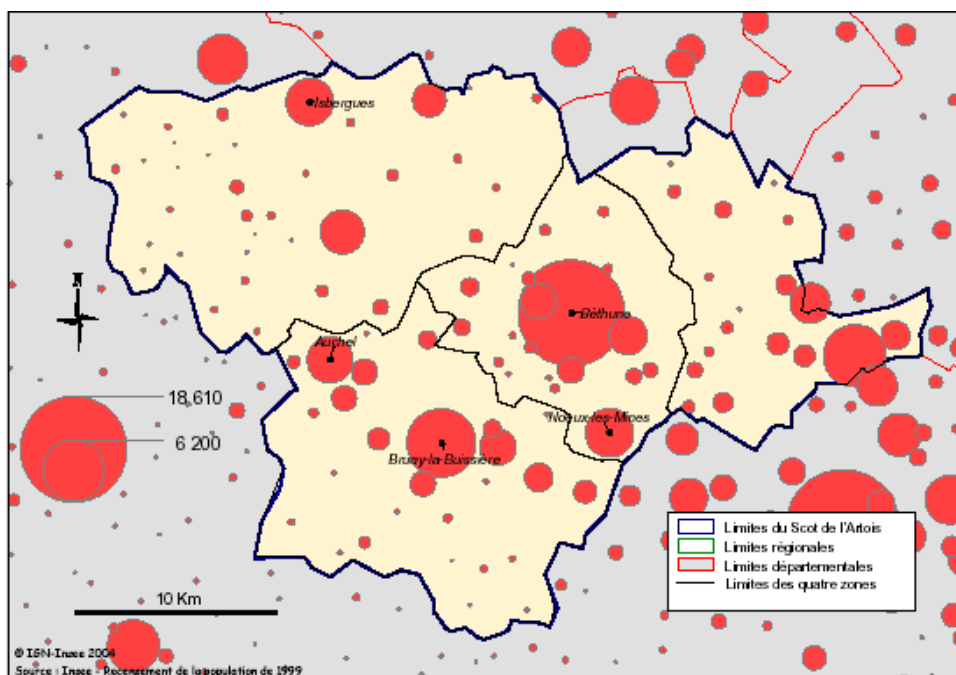 Isbergues
N
Béthune
Auchel
18 610
Noeux-les-Mines
6 200
Bruay-la-Buissière
Limites du Scot de l'Artois
Limites régionales
Limites départementales
Limites des quatre zones
10 Km
© IGN-Insee 2004
Source : Insee - Recensement de la population de 1999